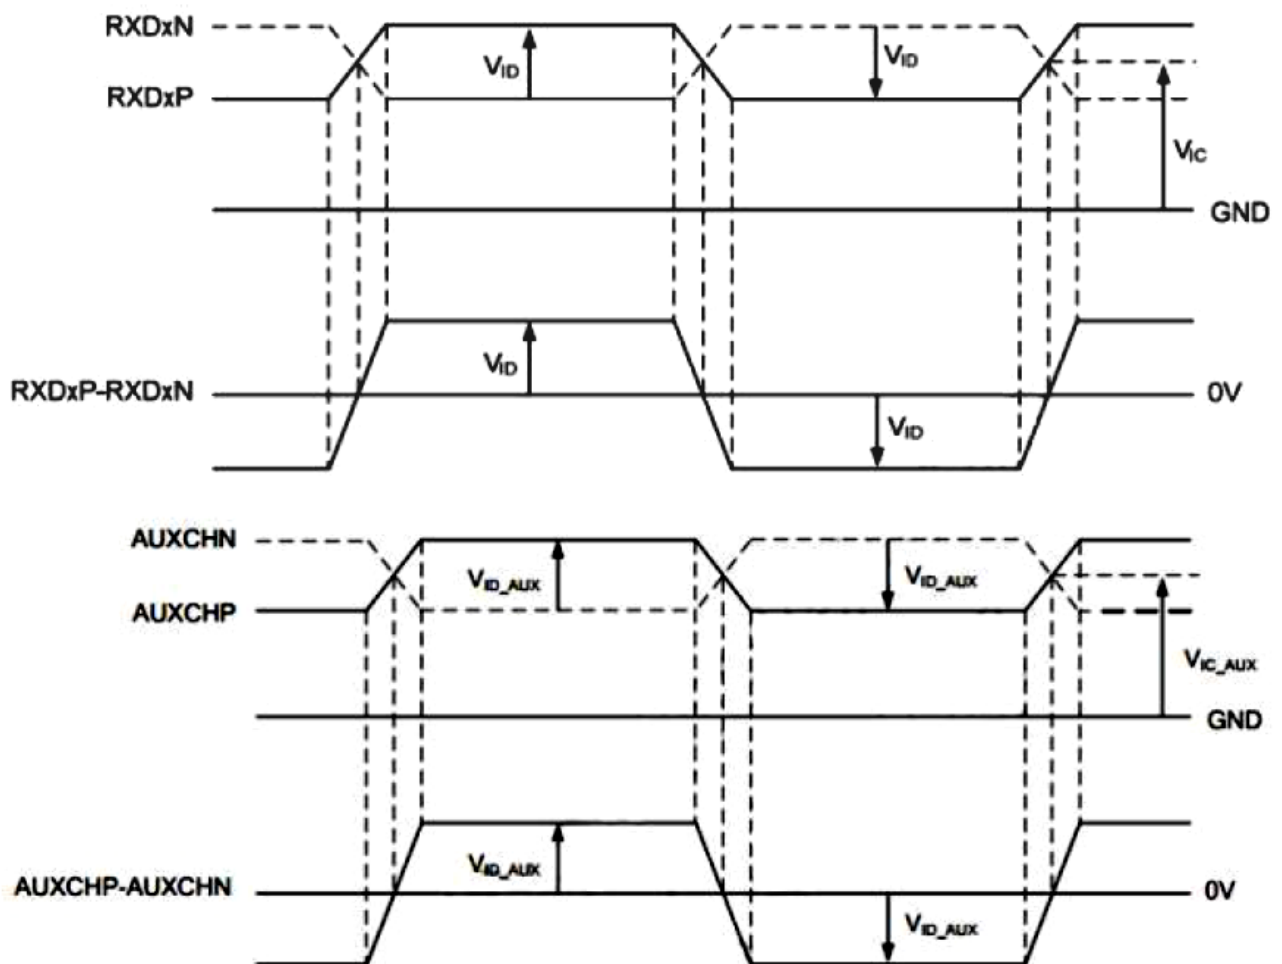 RXDxN
VID
VID
RXDxP
VIC
GND
VID
RXDxP-RXDxN
0V
VID
AUXCHN
VID_AUX
VID_AUX
AUXCHP
VIC_AUX
GND
VID_AUX
AUXCHP-AUXCHN
0V
VID_AUX